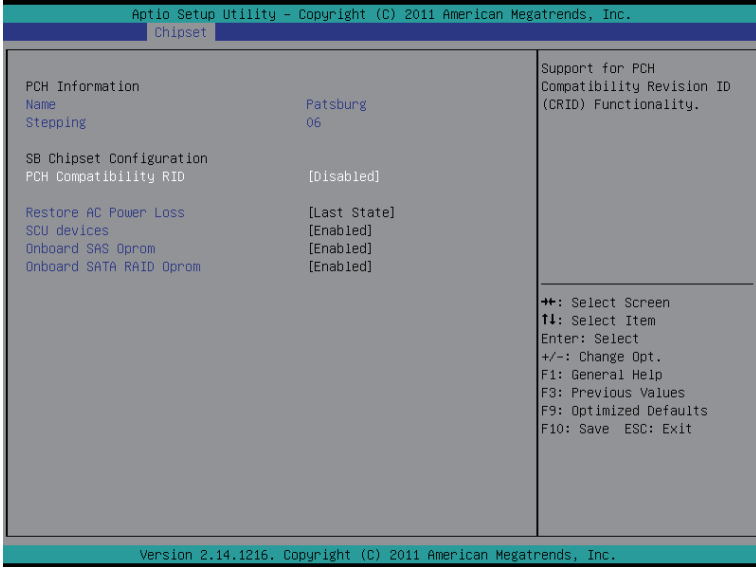 Aptio Setup Utility – Copyright (C) 2011 American Megatrends, Inc.
Chipset
PCH Information
Name Patsburg
Stepping 06
SB Chipset Configuration
PCH Compatibility RID [Disabled]
Restore AC Power Loss [Last State]
SCU devices [Enabled]
Onboard SAS Oprom [Enabled]
Onboard SATA RAID Oprom [Enabled]
Support for PCH
Compatibility Revision ID
(CRID) Functionality.
→←: Select Screen
↑↓: Select Item
Enter: Select
+/-: Change Opt.
F1: General Help
F3: Previous Values
F9: Optimized Defaults
F10: Save ESC: Exit
Version 2.14.1216. Copyright (C) 2011 American Megatrends, Inc.